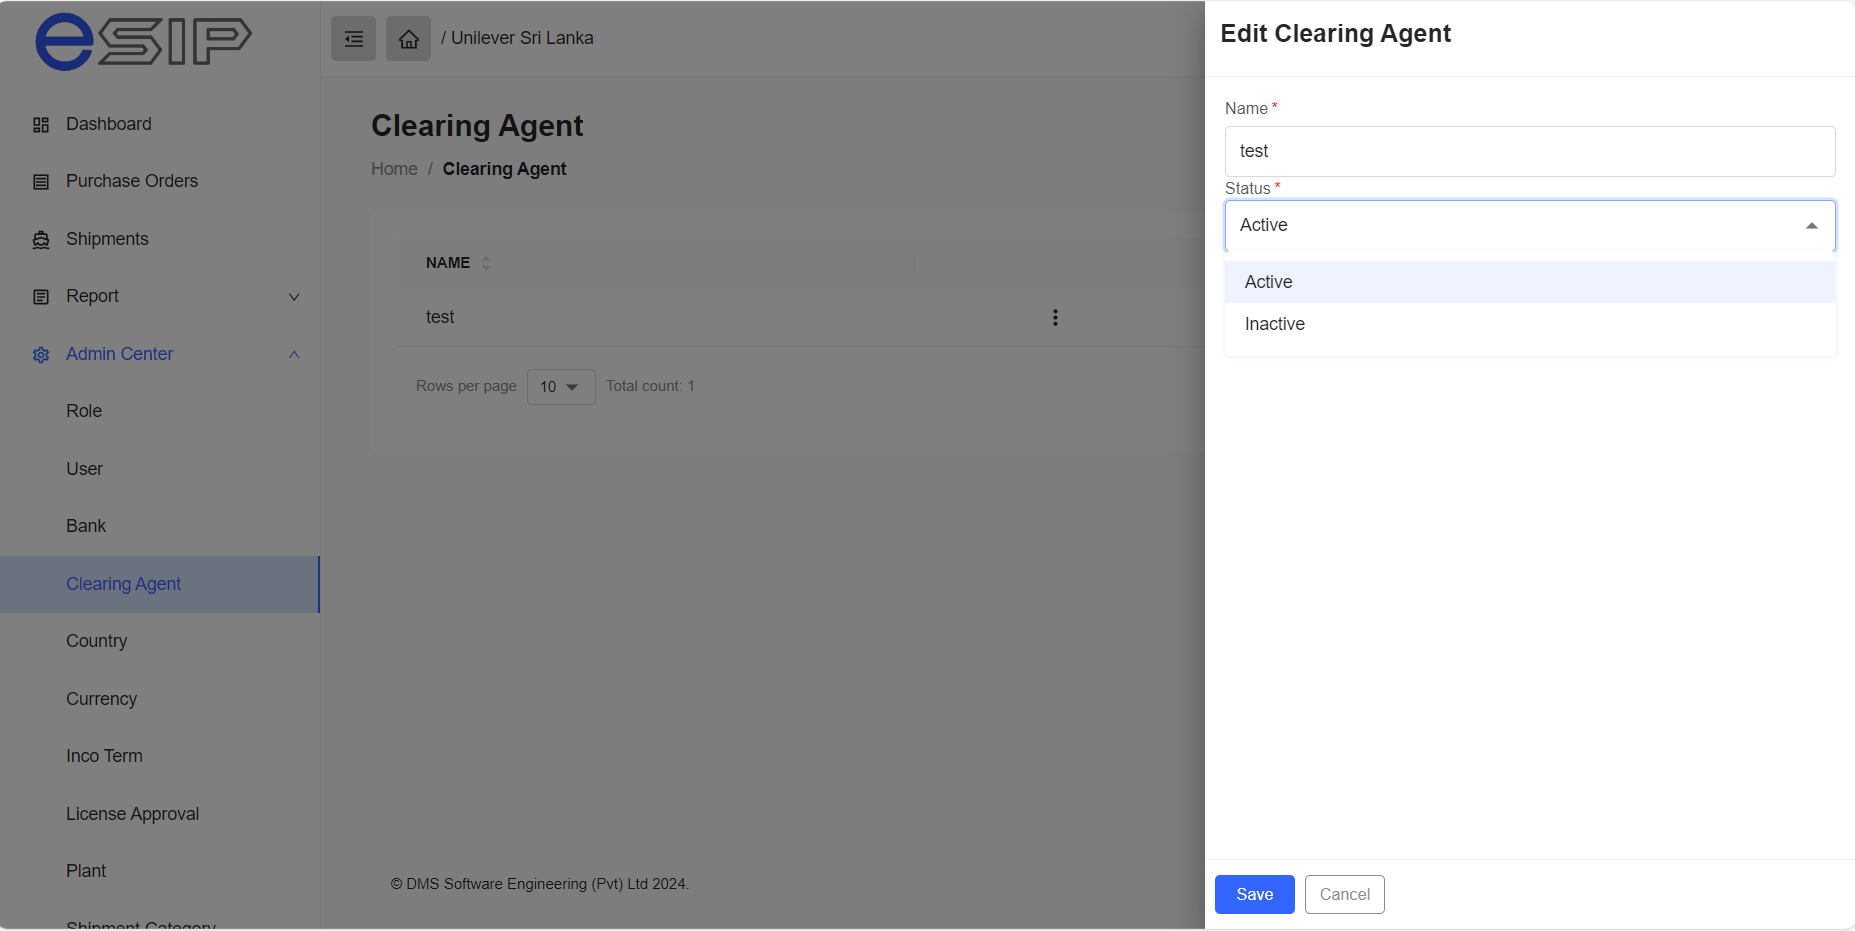 eSIP
Dashboard
Purchase Orders
Shipments
Report
Admin Center
Role
User
Bank
Clearing Agent
Country
Currency
Inco Term
License Approval
Plant
Shipment Category
/ Unilever Sri Lanka
Clearing Agent
Home / Clearing Agent
NAME
test
Rows per page 10 Total count: 1
© DMS Software Engineering (Pvt) Ltd 2024.
Edit Clearing Agent
Name *
test
Status *
Active
Active
Inactive
Save Cancel